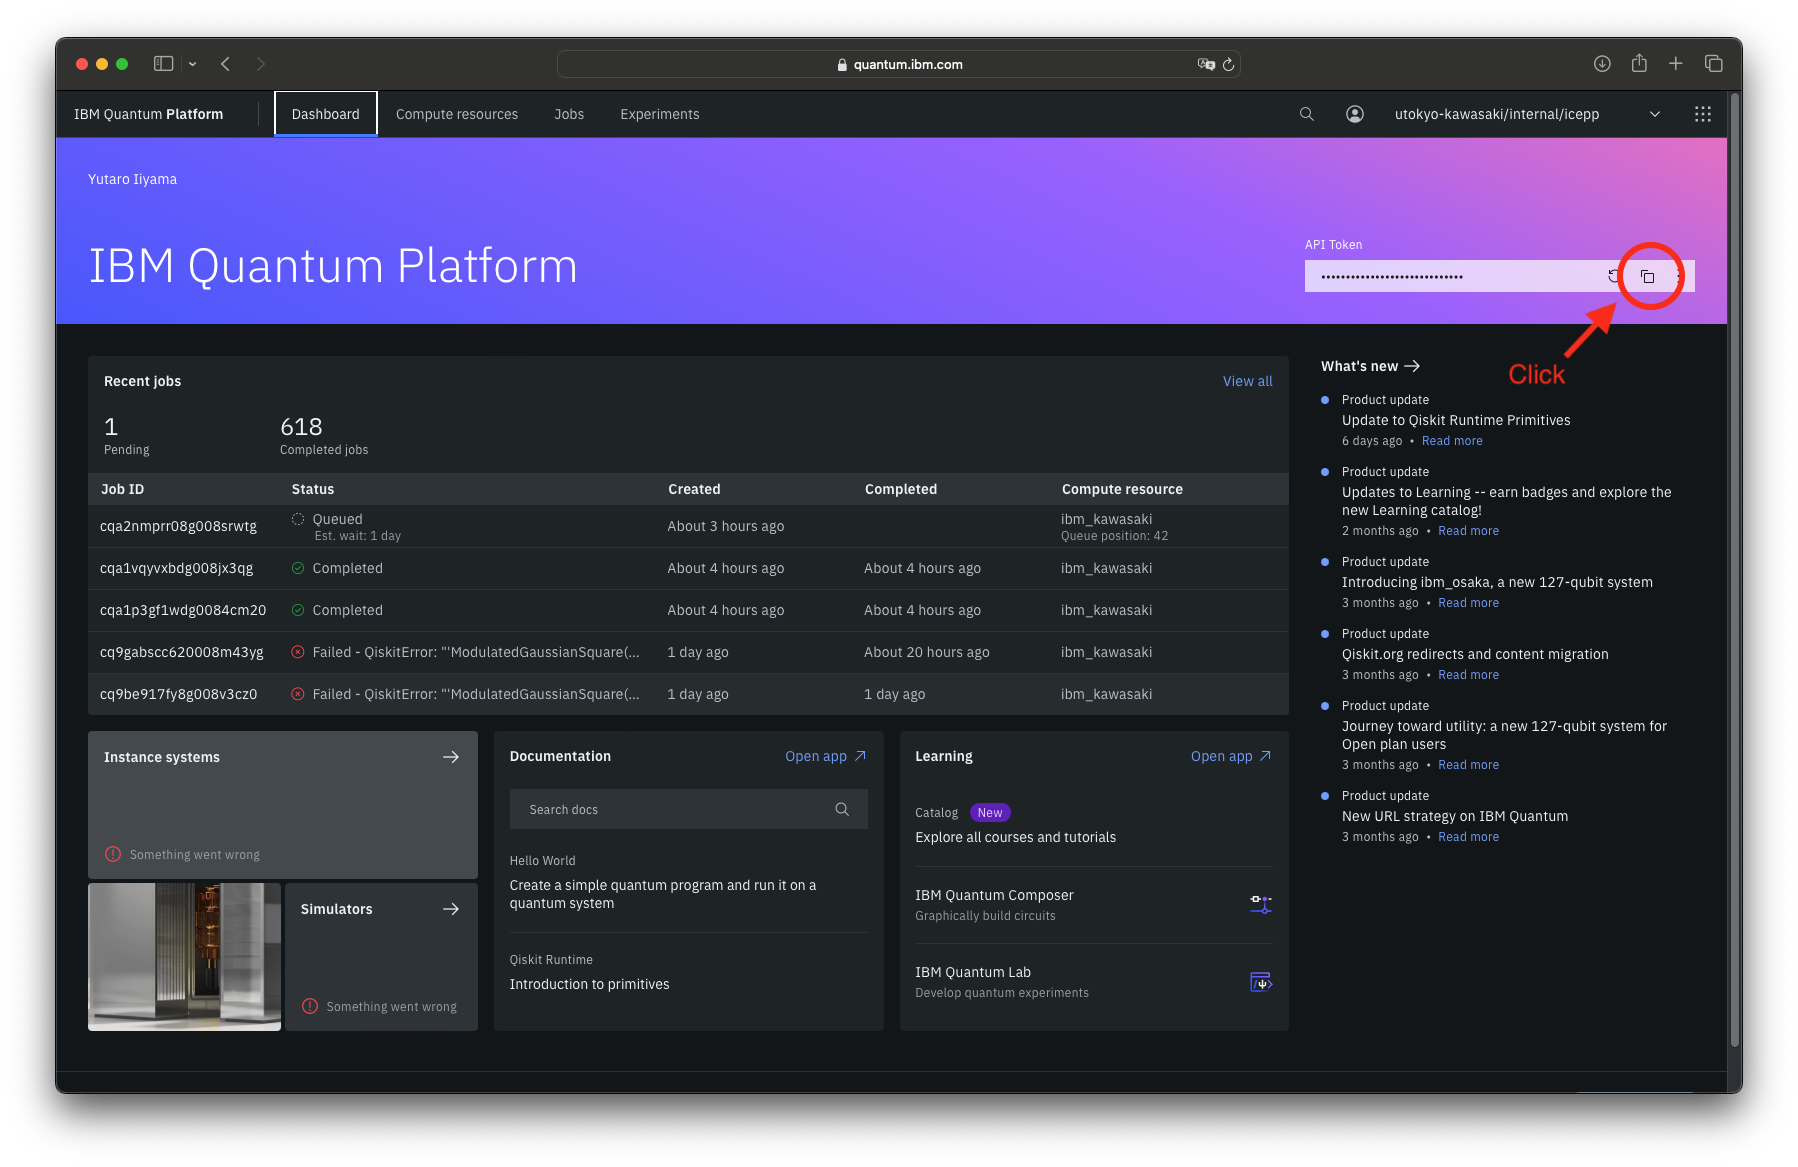 quantum.ibm.com
IBM Quantum Platform
Dashboard
Compute resources
Jobs
Experiments
utokyo-kawasaki/internal/icepp
Yutaro Iiyama
IBM Quantum Platform
API Token
••••••••••••••••••••••••••••
Click
Recent jobs
View all
1
Pending
618
Completed jobs
Job ID Status Created Completed Compute resource
cqa2nmprr08g008srwtg Queued About 3 hours ago ibm_kawasaki
Est. wait: 1 day Queue position: 42
cqa1vqyvxbdg008jx3qg Completed About 4 hours ago About 4 hours ago ibm_kawasaki
cqa1p3gf1wdg0084cm20 Completed About 4 hours ago About 4 hours ago ibm_kawasaki
cq9gabscc620008m43yg Failed - QiskitError: "'ModulatedGaussianSquare(... 1 day ago About 20 hours ago ibm_kawasaki
cq9be917fy8g008v3cz0 Failed - QiskitError: "'ModulatedGaussianSquare(... 1 day ago 1 day ago ibm_kawasaki
Instance systems
Something went wrong
Simulators
Something went wrong
Documentation
Open app
Search docs
Hello World
Create a simple quantum program and run it on a
quantum system
Qiskit Runtime
Introduction to primitives
Learning
Open app
Catalog New
Explore all courses and tutorials
IBM Quantum Composer
Graphically build circuits
IBM Quantum Lab
Develop quantum experiments
What's new
Product update
Update to Qiskit Runtime Primitives
6 days ago • Read more
Product update
Updates to Learning -- earn badges and explore the
new Learning catalog!
2 months ago • Read more
Product update
Introducing ibm_osaka, a new 127-qubit system
3 months ago • Read more
Product update
Qiskit.org redirects and content migration
3 months ago • Read more
Product update
Journey toward utility: a new 127-qubit system for
Open plan users
3 months ago • Read more
Product update
New URL strategy on IBM Quantum
3 months ago • Read more